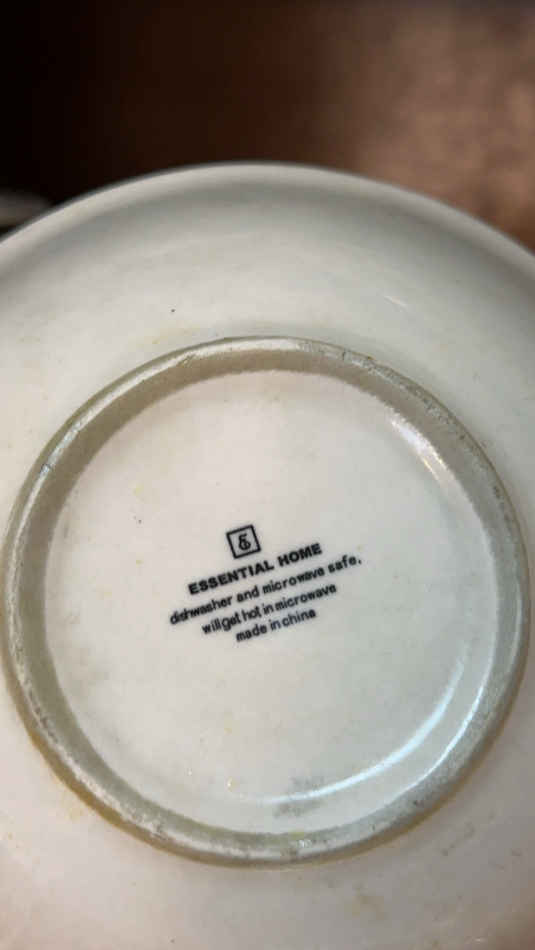 ESSENTIAL HOME
dishwasher and microwave safe.
will get hot in microwave
made in china